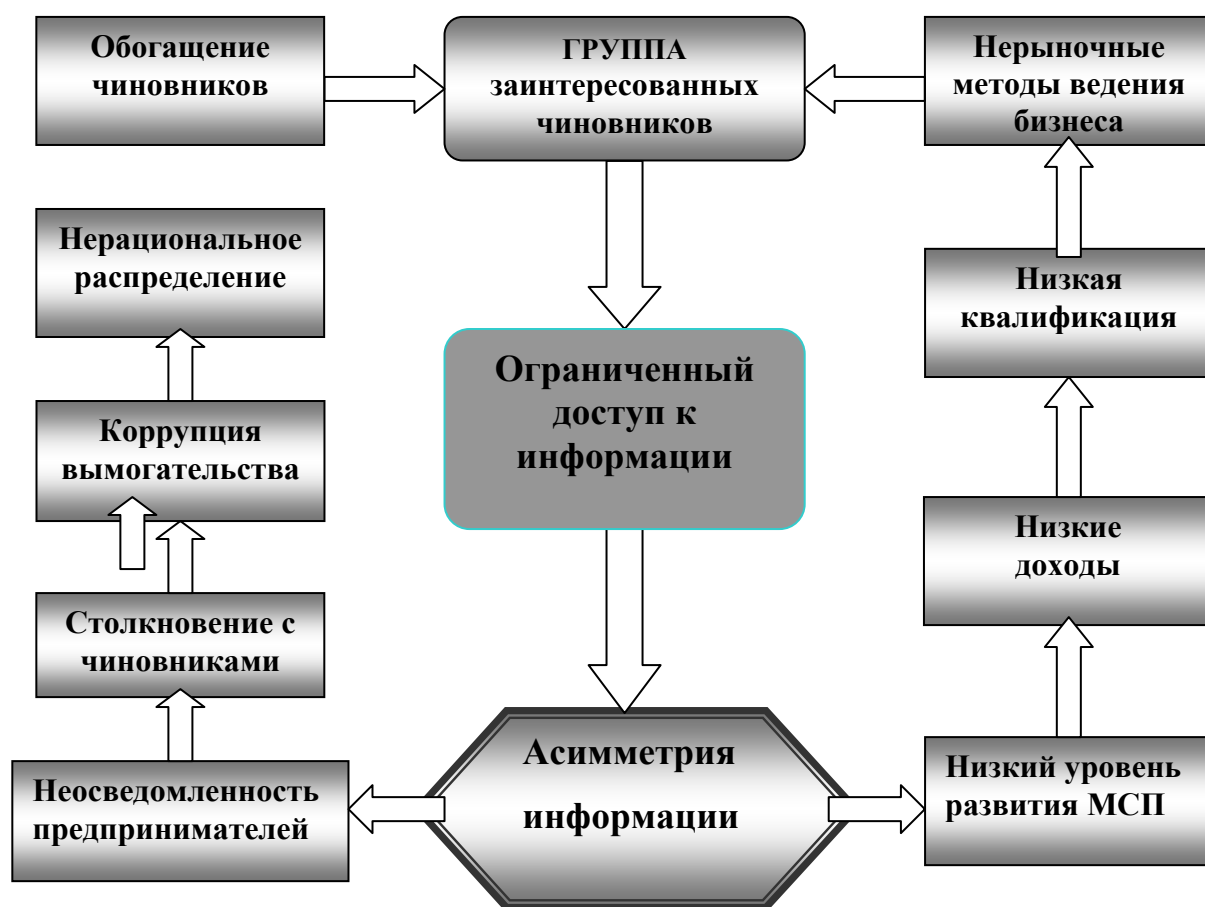 Обогащение
чиновников
ГРУППА
заинтересованных
чиновников
Нерыночные
методы ведения
бизнеса
Нерациональное
распределение
Низкая
квалификация
Ограниченный
доступ к
информации
Коррупция
вымогательства
Низкие
доходы
Столкновение с
чиновниками
Асимметрия
информации
Неосведомленность
предпринимателей
Низкий уровень
развития МСП